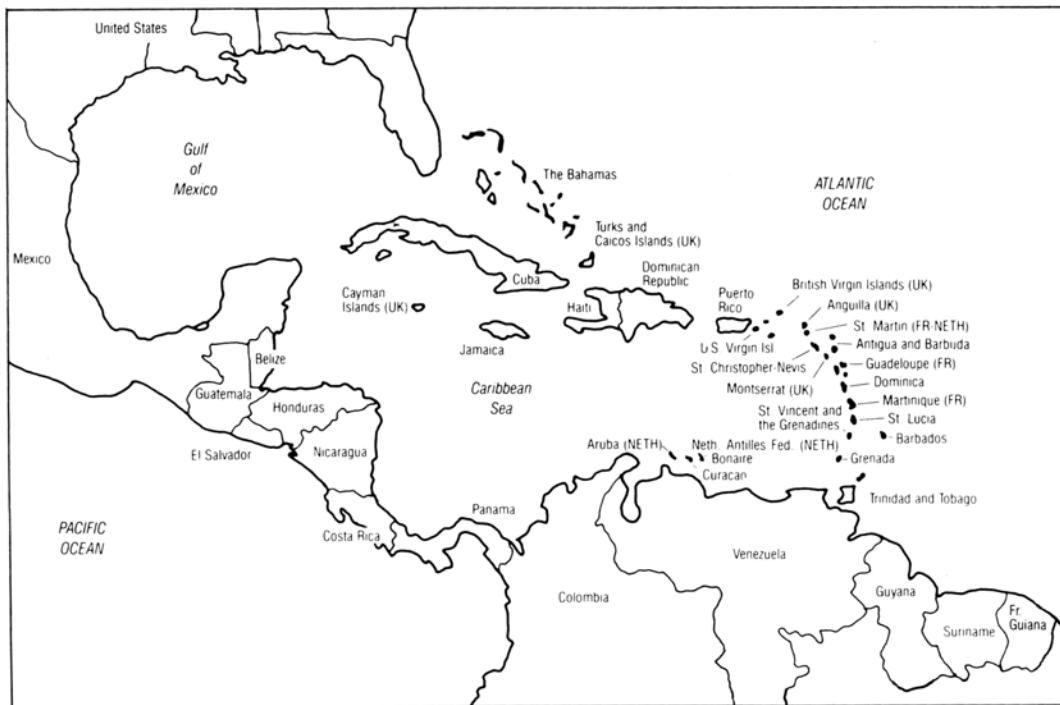 United States
Gulf
of
Mexico
The Bahamas
ATLANTIC
OCEAN
Turks and
Caicos Islands (UK)
Mexico
Cuba
Dominican
Republic
Cayman
Islands (UK)
Haiti
Puerto
Rico
British Virgin Islands (UK)
Anguilla (UK)
St. Martin (FR-NETH)
Jamaica
U.S. Virgin Isl
Antigua and Barbuda
Belize
St. Christopher-Nevis
Guadeloupe (FR)
Guatemala
Caribbean
Sea
Montserrat (UK)
Dominica
Honduras
Martinique (FR)
St. Vincent and
the Grenadines
St. Lucia
El Salvador
Nicaragua
Aruba (NETH)
Neth. Antilles Fed. (NETH)
Barbados
Bonaire
Grenada
Curacan
Trinidad and Tobago
Panama
PACIFIC
OCEAN
Costa Rica
Venezuela
Colombia
Guyana
Suriname
Fr.
Guiana